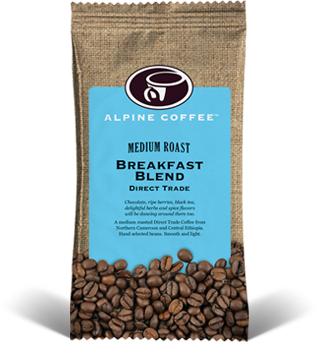 ALPINE COFFEE™
MEDIUM ROAST
BREAKFAST
BLEND
DIRECT TRADE
Chocolate, ripe berries, black tea,
delightful herbs and spice flavors
will be dancing around there too.
A medium roasted Direct Trade Coffee from
Northern Cameroon and Central Ethiopia.
Hand selected beans. Smooth and light.